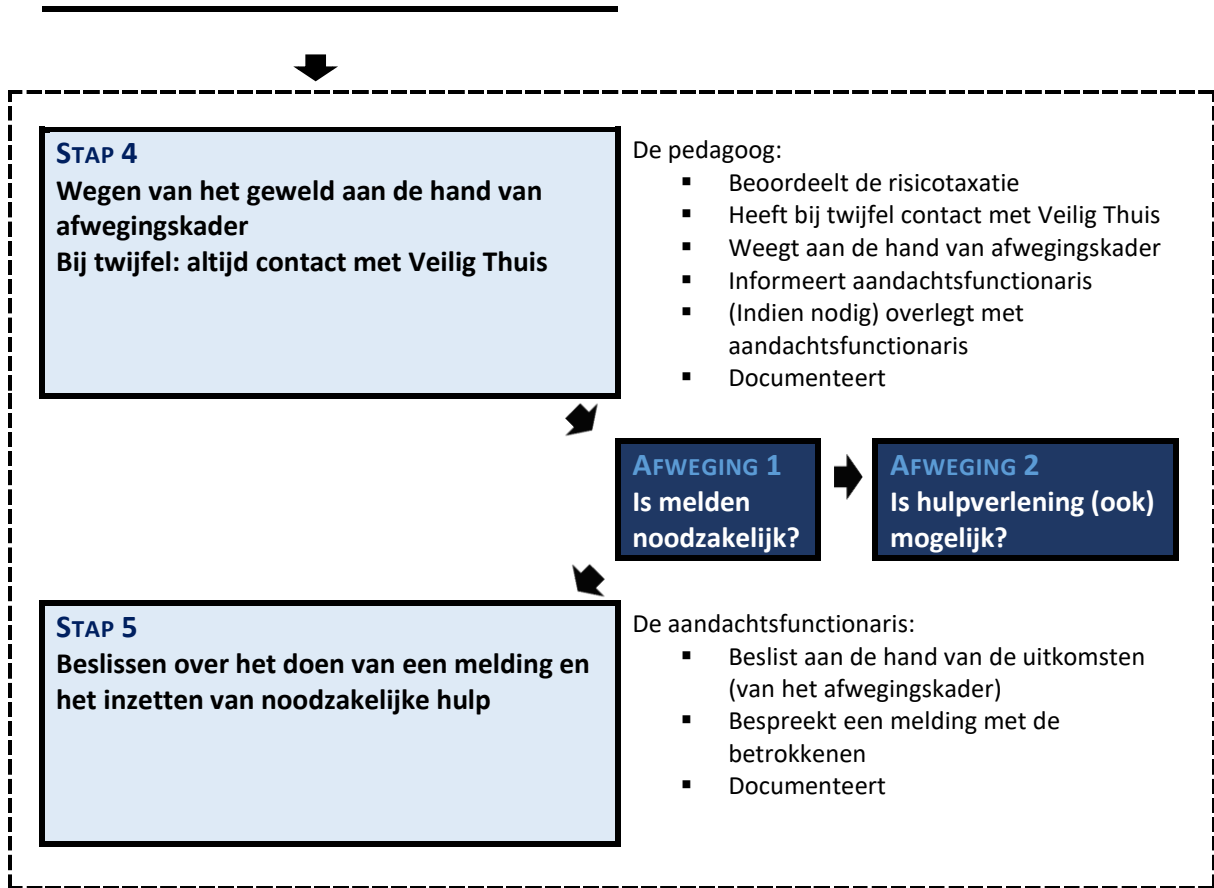 STAP 4
Wegen van het geweld aan de hand van
afwegingskader
Bij twijfel: altijd contact met Veilig Thuis
De pedagoog:
▪ Beoordeelt de risicotaxatie
▪ Heeft bij twijfel contact met Veilig Thuis
▪ Weegt aan de hand van afwegingskader
▪ Informeert aandachtsfunctionaris
▪ (Indien nodig) overlegt met
aandachtsfunctionaris
▪ Documenteert
AFWEGING 1
Is melden
noodzakelijk?
AFWEGING 2
Is hulpverlening (ook)
mogelijk?
STAP 5
Beslissen over het doen van een melding en
het inzetten van noodzakelijke hulp
De aandachtsfunctionaris:
▪ Beslist aan de hand van de uitkomsten
(van het afwegingskader)
▪ Bespreekt een melding met de
betrokkenen
▪ Documenteert